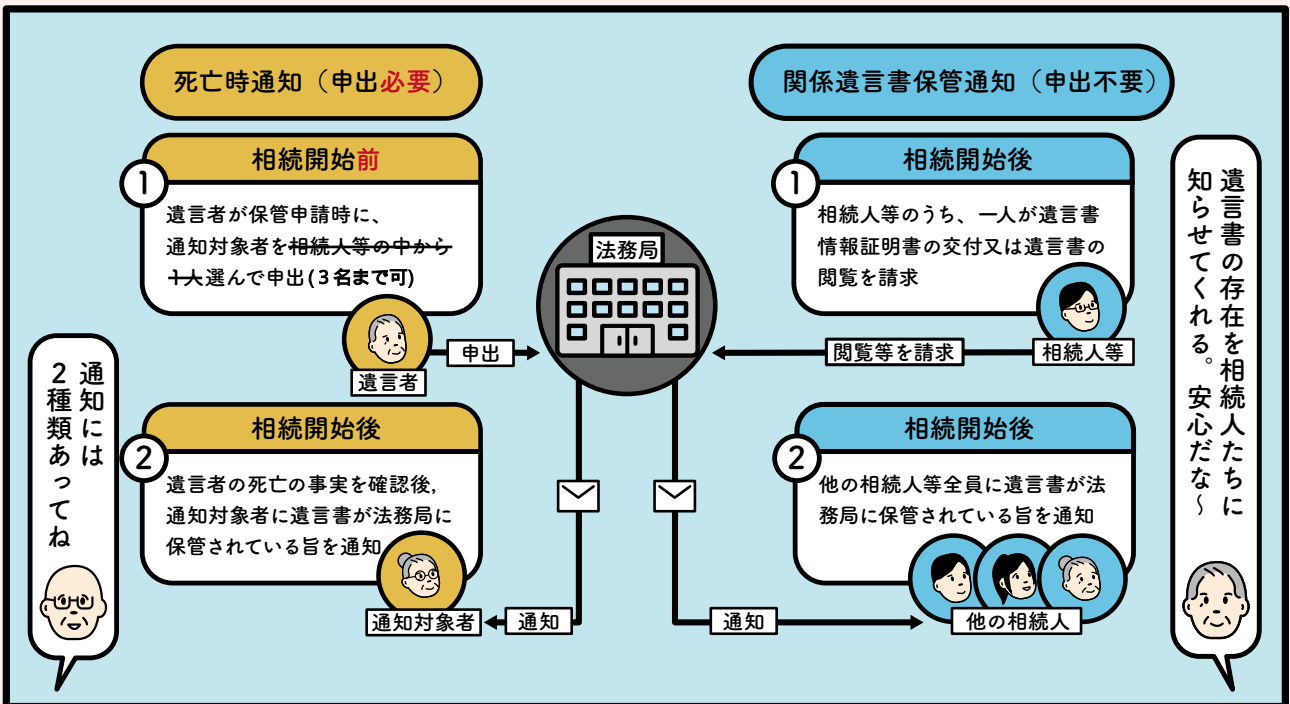 死亡時通知（申出必要）
相続開始前
1
遺言者が保管申請時に、
通知対象者を相続人等の中から
1人選んで申出(３名まで可)
遺言者
申出
法務局
相続開始後
2
遺言者の死亡の事実を確認後,
通知対象者に遺言書が法務局に
保管されている旨を通知
通知対象者
通知
通知には
２種類あってね
関係遺言書保管通知（申出不要）
相続開始後
1
相続人等のうち、一人が遺言書
情報証明書の交付又は遺言書の
閲覧を請求
閲覧等を請求
相続人等
相続開始後
2
他の相続人等全員に遺言書が法
務局に保管されている旨を通知
通知
他の相続人
遺言書の存在を相続人たちに
知らせてくれる。安心だな〜